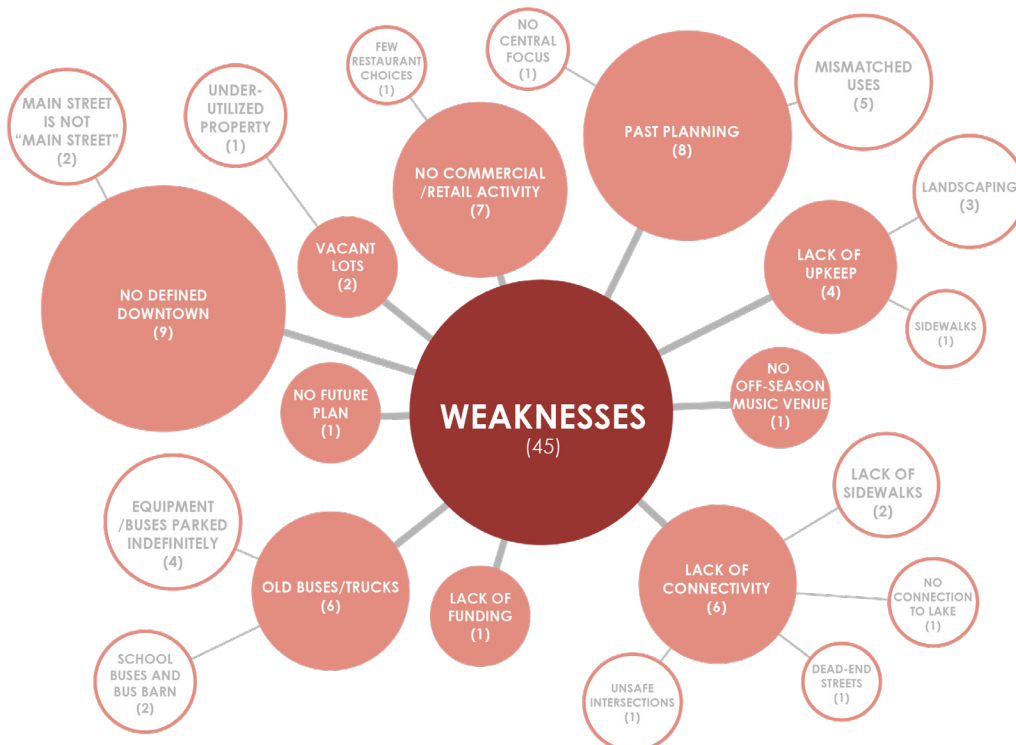 NO
CENTRAL
FOCUS
(1)
FEW
RESTAURANT
CHOICES
(1)
MISMATCHED
USES
(5)
MAIN STREET
IS NOT
“MAIN STREET”
(2)
UNDER-
UTILIZED
PROPERTY
(1)
PAST PLANNING
(8)
NO COMMERCIAL
/RETAIL ACTIVITY
(7)
LANDSCAPING
(3)
VACANT
LOTS
(2)
LACK OF
UPKEEP
(4)
NO DEFINED
DOWNTOWN
(9)
SIDEWALKS
(1)
NO FUTURE
PLAN
(1)
NO
OFF-SEASON
MUSIC VENUE
(1)
WEAKNESSES
(45)
EQUIPMENT
/BUSES PARKED
INDEFINITELY
(4)
LACK OF
SIDEWALKS
(2)
OLD BUSES/TRUCKS
(6)
LACK OF
FUNDING
(1)
LACK OF
CONNECTIVITY
(6)
NO
CONNECTION
TO LAKE
(1)
SCHOOL
BUSES AND
BUS BARN
(2)
UNSAFE
INTERSECTIONS
(1)
DEAD-END
STREETS
(1)